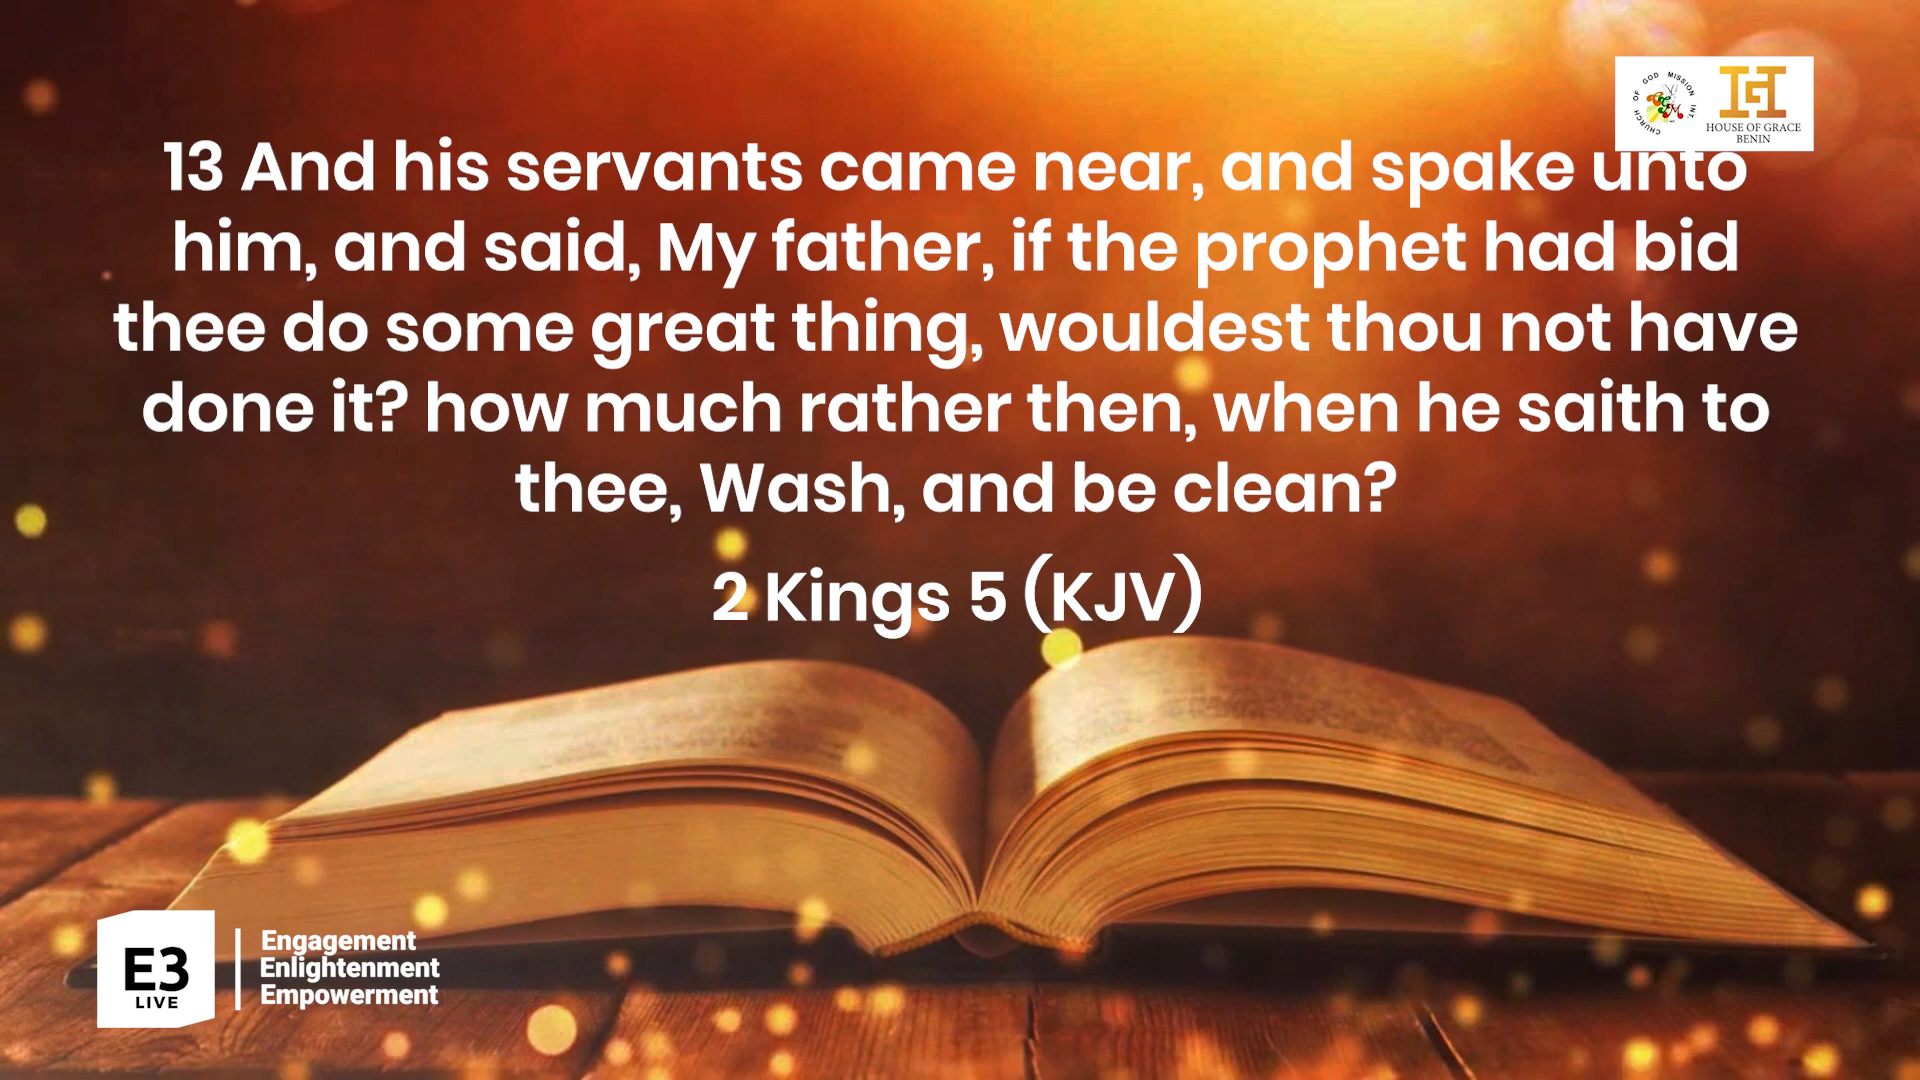 CHURCH OF GOD MISSION INT.
HOUSE OF GRACE
BENIN
13 And his servants came near, and spake unto
him, and said, My father, if the prophet had bid
thee do some great thing, wouldest thou not have
done it? how much rather then, when he saith to
thee, Wash, and be clean?
2 Kings 5 (KJV)
E3
LIVE
Engagement
Enlightenment
Empowerment